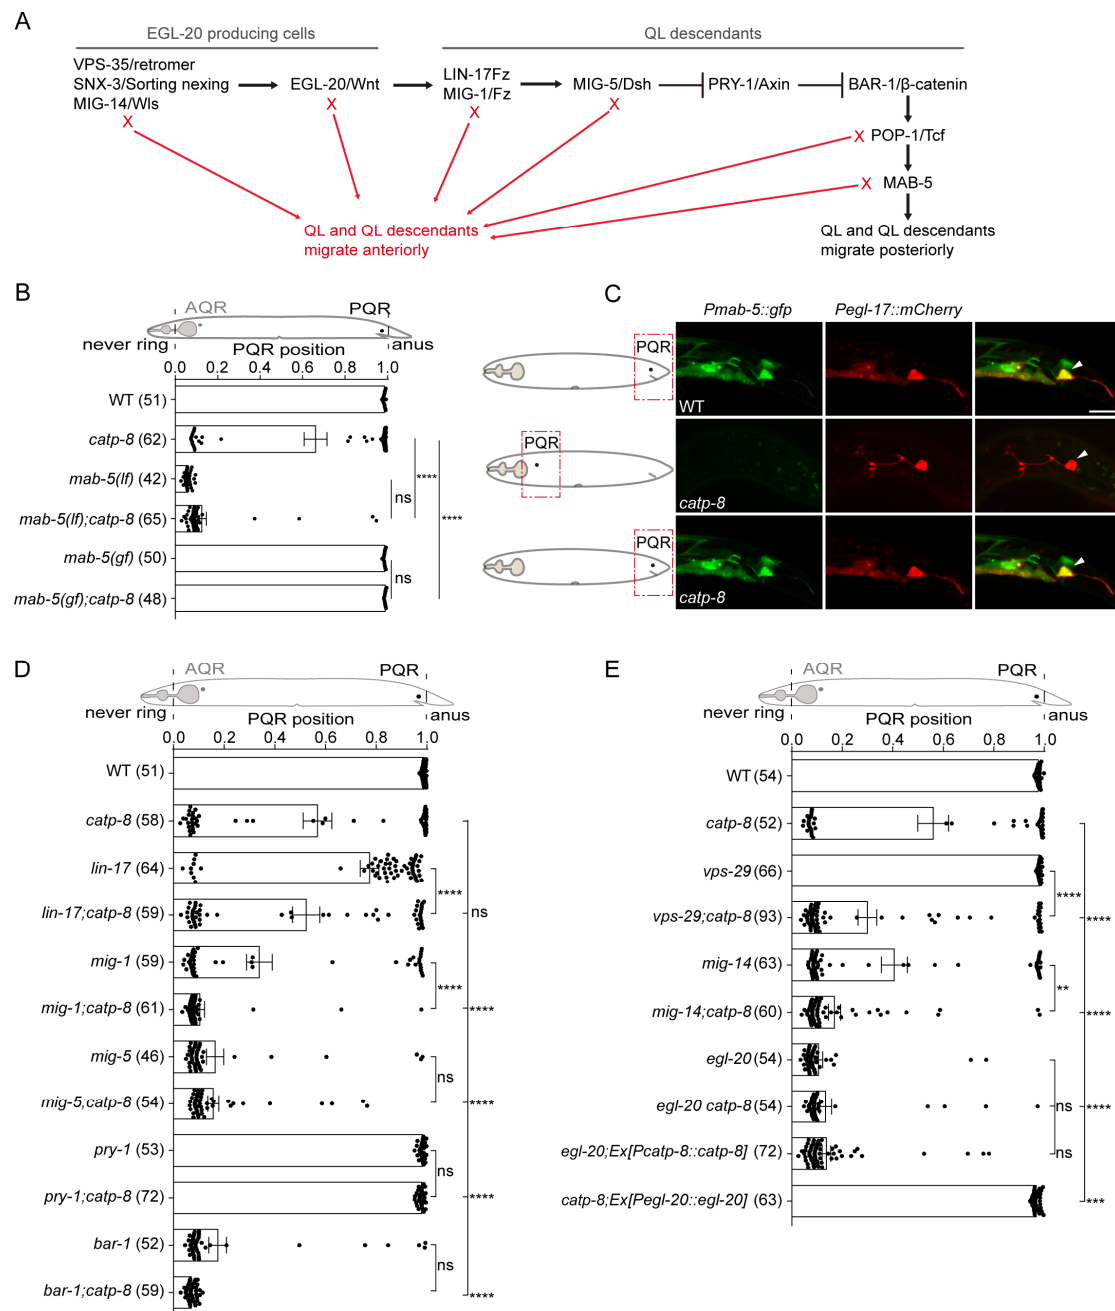 A
EGL-20 producing cells
QL descendants
VPS-35/retromer
SNX-3/Sorting nexing
MIG-14/Wls
EGL-20/Wnt
LIN-17Fz
MIG-1/Fz
MIG-5/Dsh
PRY-1/Axin
BAR-1/β-catenin
X
X
X
X
X POP-1/Tcf
X MAB-5
QL and QL descendants
migrate anteriorly
QL and QL descendants
migrate posteriorly
B
AQR
PQR
never ring
PQR position
anus
0.0 0.2 0.4 0.6 0.8 1.0
WT (51)
catp-8 (62)
mab-5(lf) (42)
mab-5(lf);catp-8 (65)
mab-5(gf) (50)
mab-5(gf);catp-8 (48)
ns
****
ns
****
C
Pmab-5::gfp
Pegl-17::mCherry
PQR
WT
PQR
catp-8
PQR
catp-8
D
AQR
PQR
never ring
PQR position
anus
0.0 0.2 0.4 0.6 0.8 1.0
WT (51)
catp-8 (58)
lin-17 (64)
lin-17;catp-8 (59)
mig-1 (59)
mig-1;catp-8 (61)
mig-5 (46)
mig-5;catp-8 (54)
pry-1 (53)
pry-1;catp-8 (72)
bar-1 (52)
bar-1;catp-8 (59)
****
ns
****
****
ns
****
ns
****
ns
****
E
AQR
PQR
never ring
PQR position
anus
0.0 0.2 0.4 0.6 0.8 1.0
WT (54)
catp-8 (52)
vps-29 (66)
vps-29;catp-8 (93)
mig-14 (63)
mig-14;catp-8 (60)
egl-20 (54)
egl-20 catp-8 (54)
egl-20;Ex[Pcatp-8::catp-8] (72)
catp-8;Ex[Pegl-20::egl-20] (63)
****
****
**
****
ns
****
ns
***